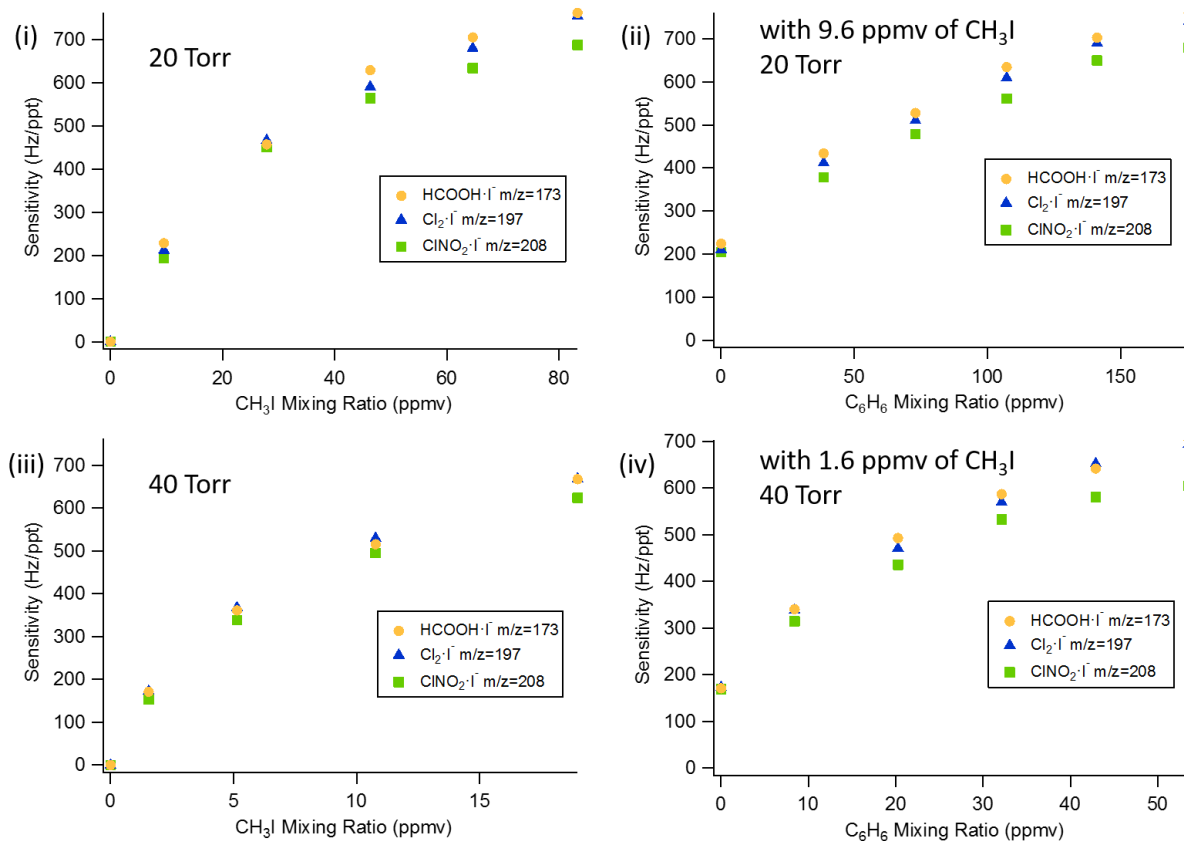 (i)
20 Torr
700
600
500
400
300
200
100
0
Sensitivity (Hz/ppt)
HCOOH·I⁻ m/z=173
Cl₂·I⁻ m/z=197
ClNO₂·I⁻ m/z=208
0 20 40 60 80
CH₃I Mixing Ratio (ppmv)
(ii)
with 9.6 ppmv of CH₃I
20 Torr
700
600
500
400
300
200
100
0
Sensitivity (Hz/ppt)
HCOOH·I⁻ m/z=173
Cl₂·I⁻ m/z=197
ClNO₂·I⁻ m/z=208
0 50 100 150
C₆H₆ Mixing Ratio (ppmv)
(iii)
40 Torr
700
600
500
400
300
200
100
0
Sensitivity (Hz/ppt)
HCOOH·I⁻ m/z=173
Cl₂·I⁻ m/z=197
ClNO₂·I⁻ m/z=208
0 5 10 15
CH₃I Mixing Ratio (ppmv)
(iv)
with 1.6 ppmv of CH₃I
40 Torr
700
600
500
400
300
200
100
0
Sensitivity (Hz/ppt)
HCOOH·I⁻ m/z=173
Cl₂·I⁻ m/z=197
ClNO₂·I⁻ m/z=208
0 10 20 30 40 50
C₆H₆ Mixing Ratio (ppmv)